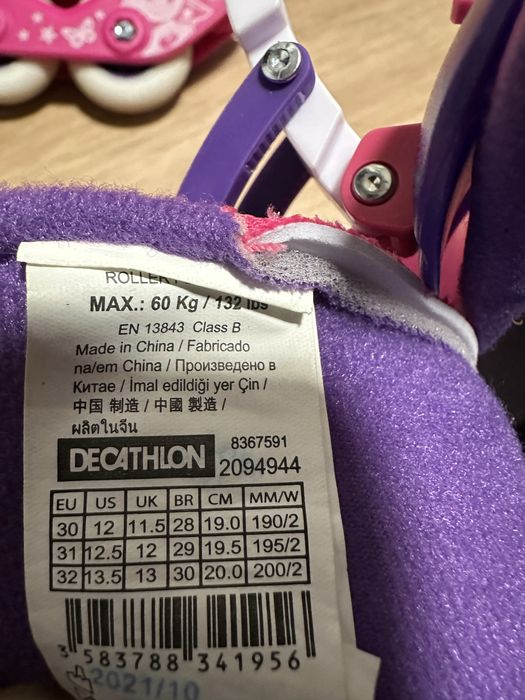 ROLLER
MAX.: 60 Kg / 132 lbs
EN 13843 Class B
Made in China / Fabricado
na/em China / Произведено в
Китае / İmal edildiği yer Çin /
中国 制造 / 中國 製造 /
ผลิตในจีน
DECATHLON 8367591
2094944
EU US UK BR CM MM/W
30 12 11.5 28 19.0 190/2
31 12.5 12 29 19.5 195/2
32 13.5 13 30 20.0 200/2
3 583788 341956
2021/10